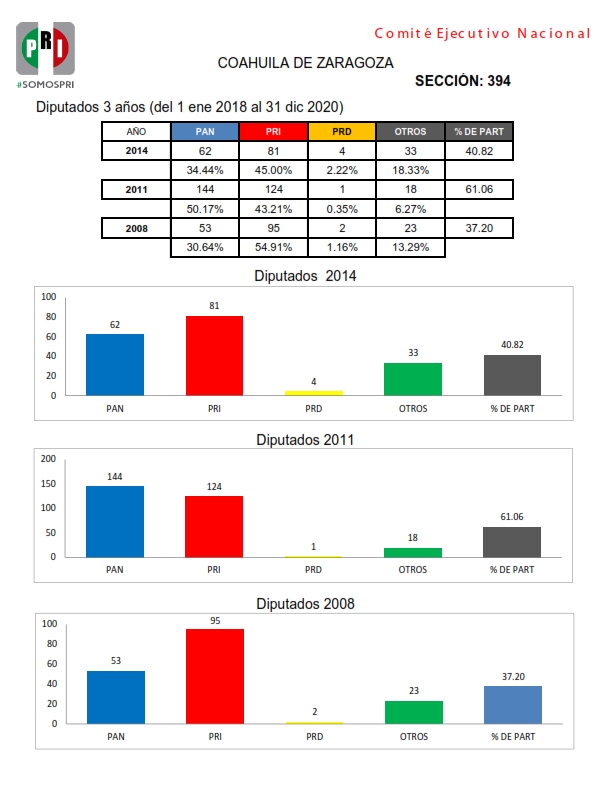 PRI
#SOMOSPRI
Comité Ejecutivo Nacional
COAHUILA DE ZARAGOZA
SECCIÓN: 394
Diputados 3 años (del 1 ene 2018 al 31 dic 2020)
AÑO PAN PRI PRD OTROS % DE PART
2014 62 81 4 33 40.82
34.44% 45.00% 2.22% 18.33%
2011 144 124 1 18 61.06
50.17% 43.21% 0.35% 6.27%
2008 53 95 2 23 37.20
30.64% 54.91% 1.16% 13.29%
Diputados 2014
100
80
60
40
20
0
62 81 4 33 40.82
PAN PRI PRD OTROS % DE PART
Diputados 2011
200
150
100
50
0
144 124 1 18 61.06
PAN PRI PRD OTROS % DE PART
Diputados 2008
100
80
60
40
20
0
53 95 2 23 37.20
PAN PRI PRD OTROS % DE PART